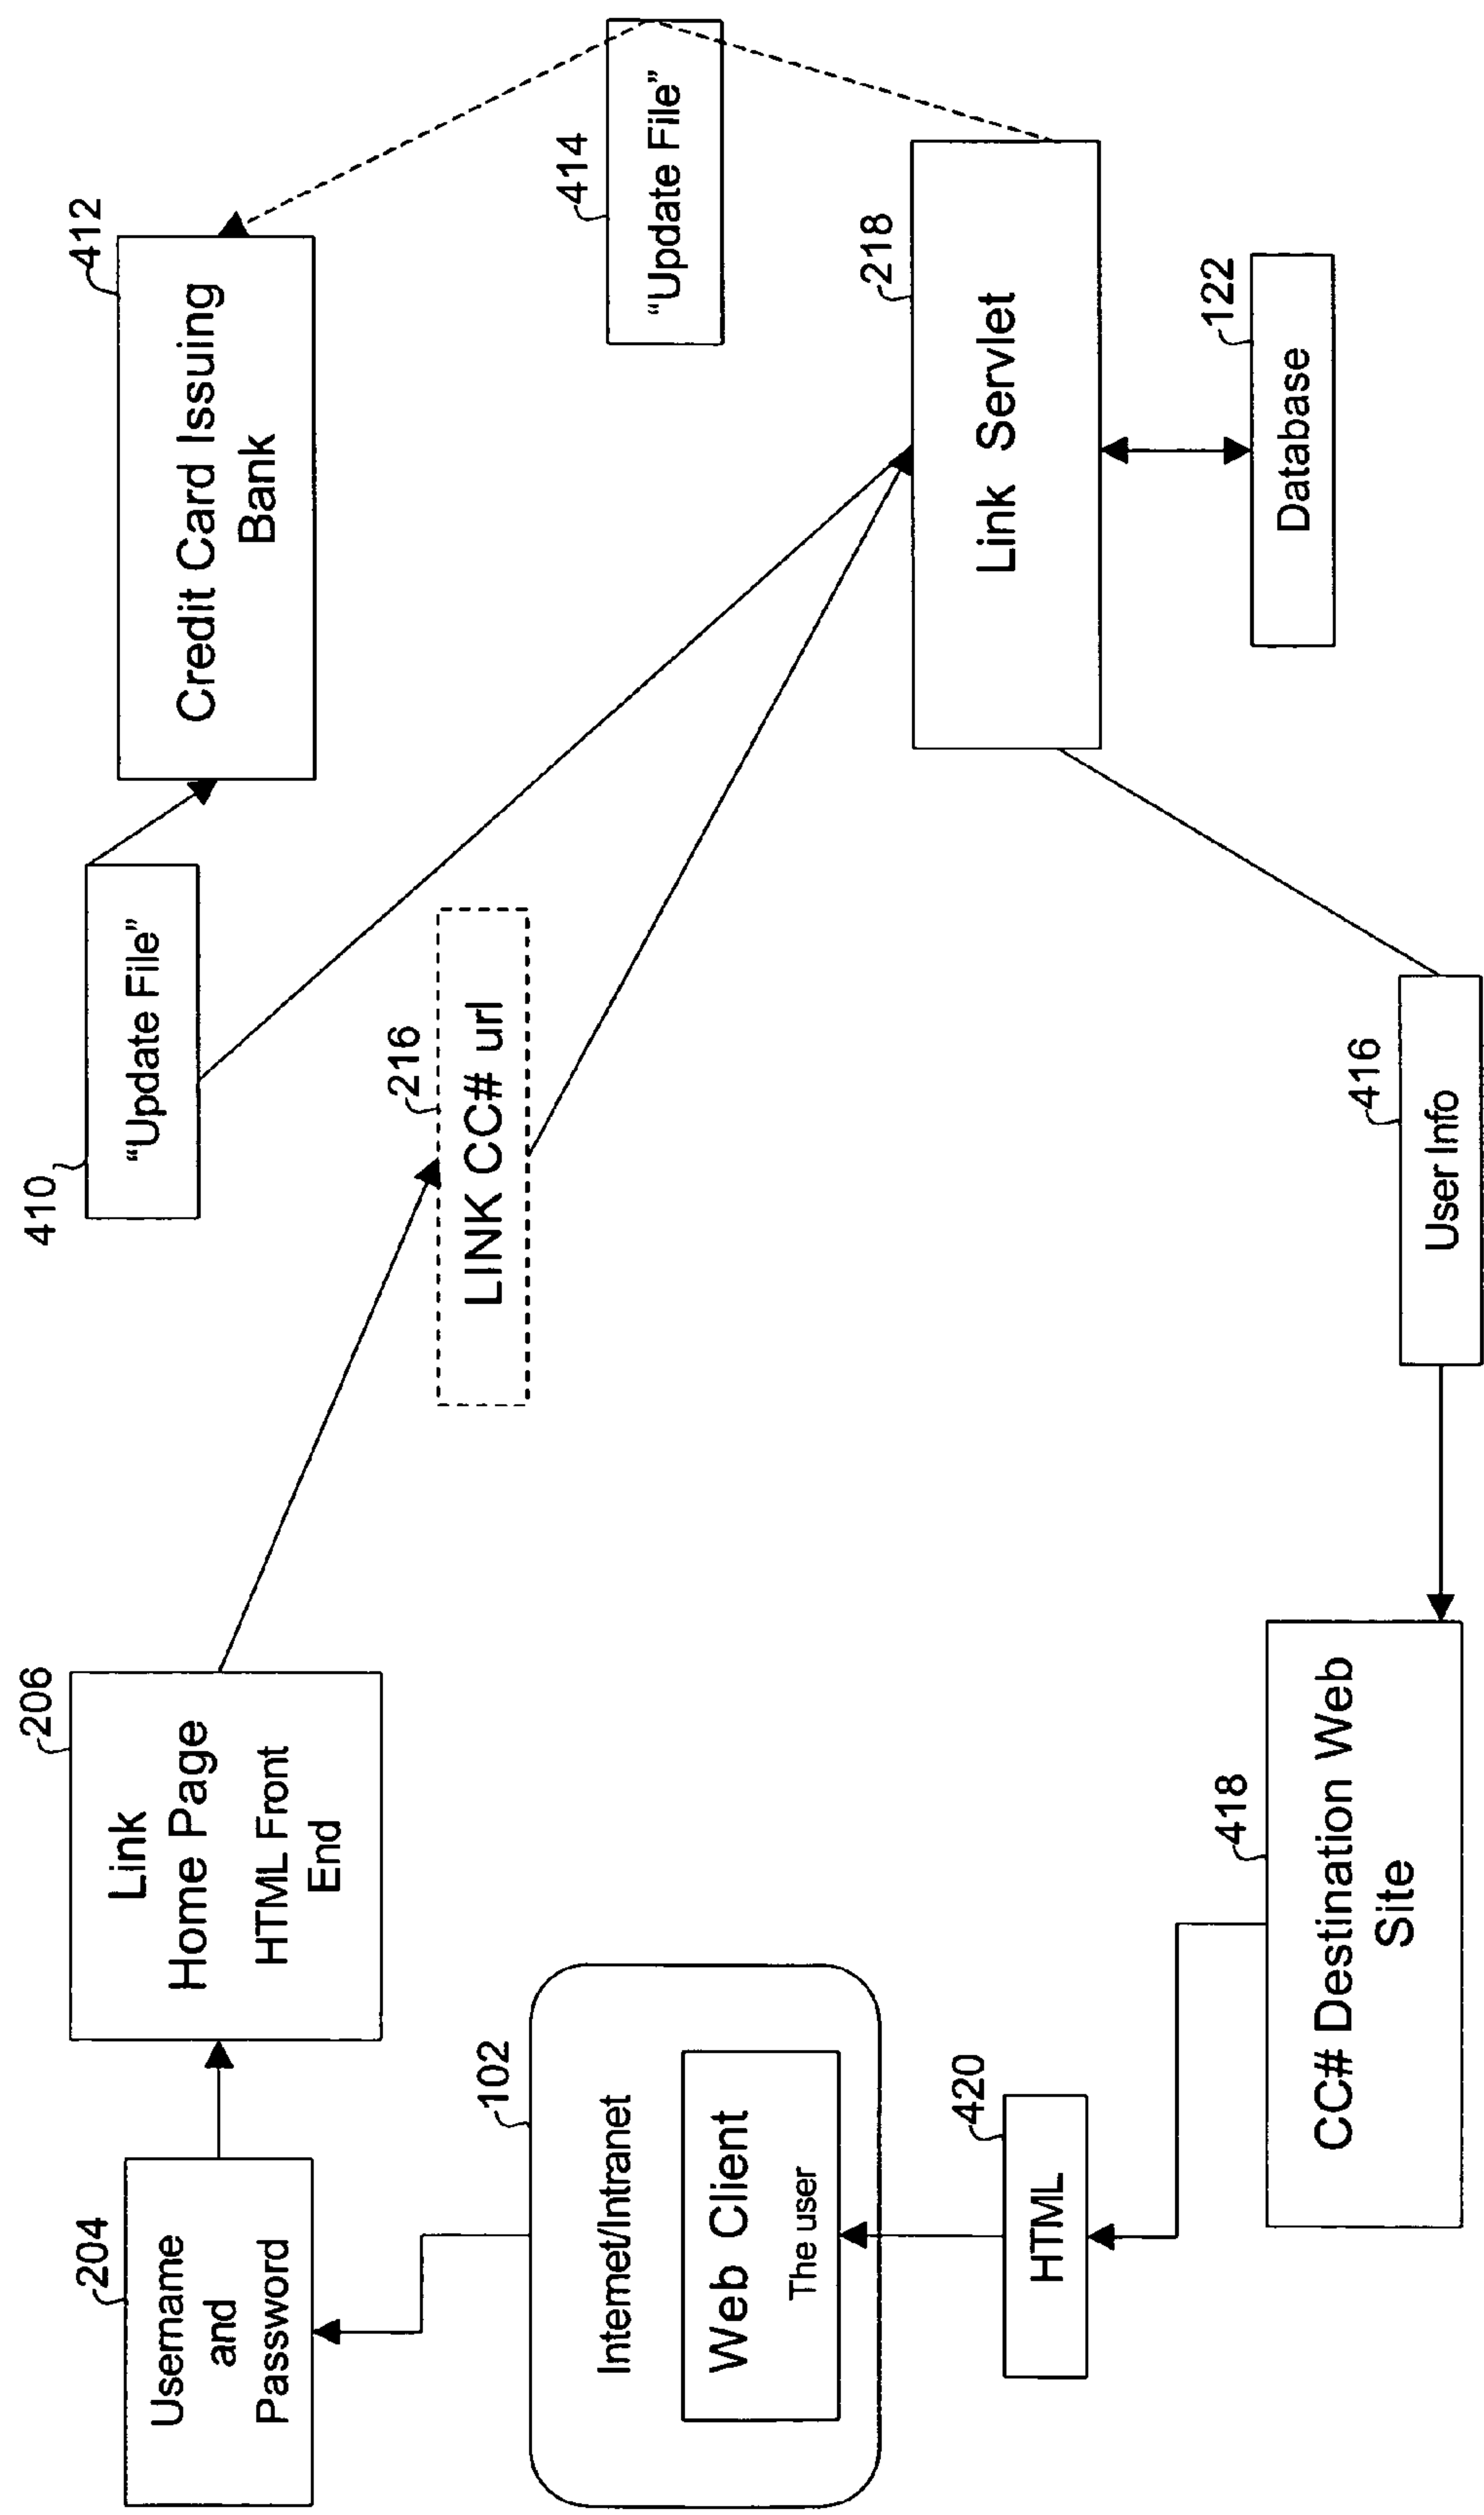 204
Username
and
Password
206
Link
Home Page
HTML Front
End
410
“Update File”
412
Credit Card Issuing
Bank
216
LINK CC# url
414
“Update File”
102
Internet/Intranet
Web Client
The user
218
Link Servlet
420
HTML
122
Database
418
CC# Destination Web
Site
416
User Info